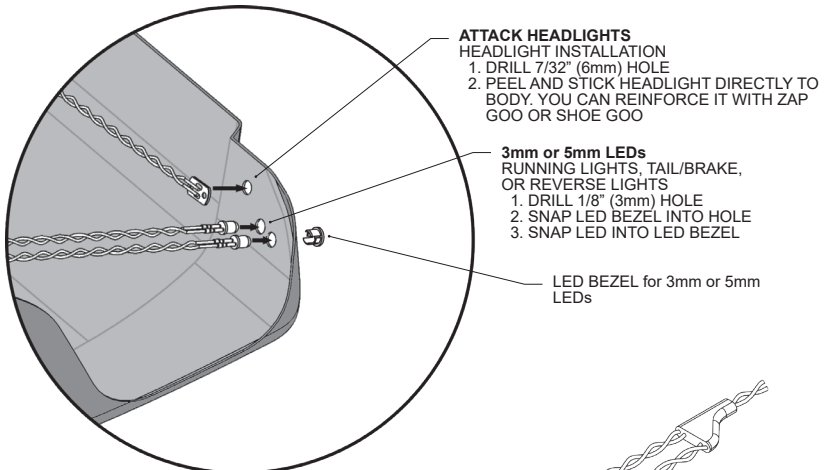 ATTACK HEADLIGHTS
HEADLIGHT INSTALLATION
1. DRILL 7/32” (6mm) HOLE
2. PEEL AND STICK HEADLIGHT DIRECTLY TO
BODY. YOU CAN REINFORCE IT WITH ZAP
GOO OR SHOE GOO
3mm or 5mm LEDs
RUNNING LIGHTS, TAIL/BRAKE,
OR REVERSE LIGHTS
1. DRILL 1/8” (3mm) HOLE
2. SNAP LED BEZEL INTO HOLE
3. SNAP LED INTO LED BEZEL
LED BEZEL for 3mm or 5mm
LEDs